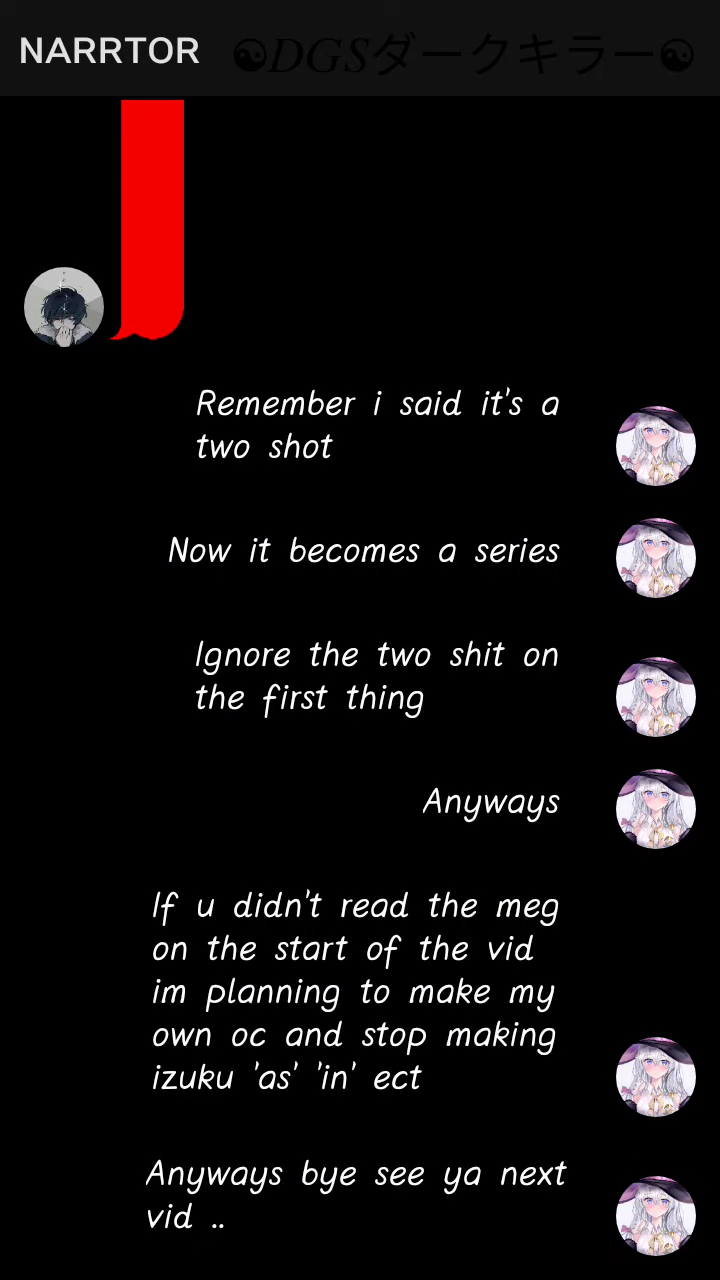 NARRTOR
☯DGSダークキラー☯
Remember i said it's a
two shot
Now it becomes a series
Ignore the two shit on
the first thing
Anyways
If u didn't read the meg
on the start of the vid
im planning to make my
own oc and stop making
izuku 'as' 'in' ect
Anyways bye see ya next
vid ..